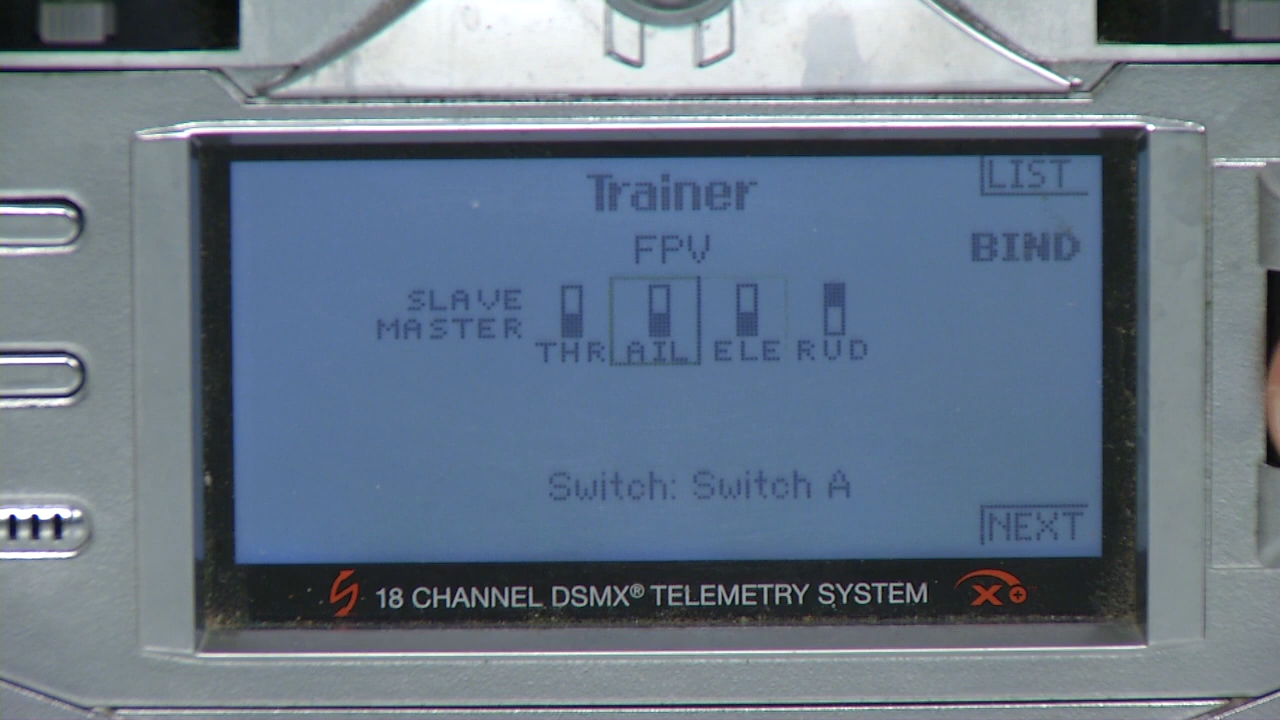 LIST
Trainer
FPV
BIND
SLAVE
MASTER
THR AIL ELE RUD
Switch: Switch A
NEXT
18 CHANNEL DSMX® TELEMETRY SYSTEM X+